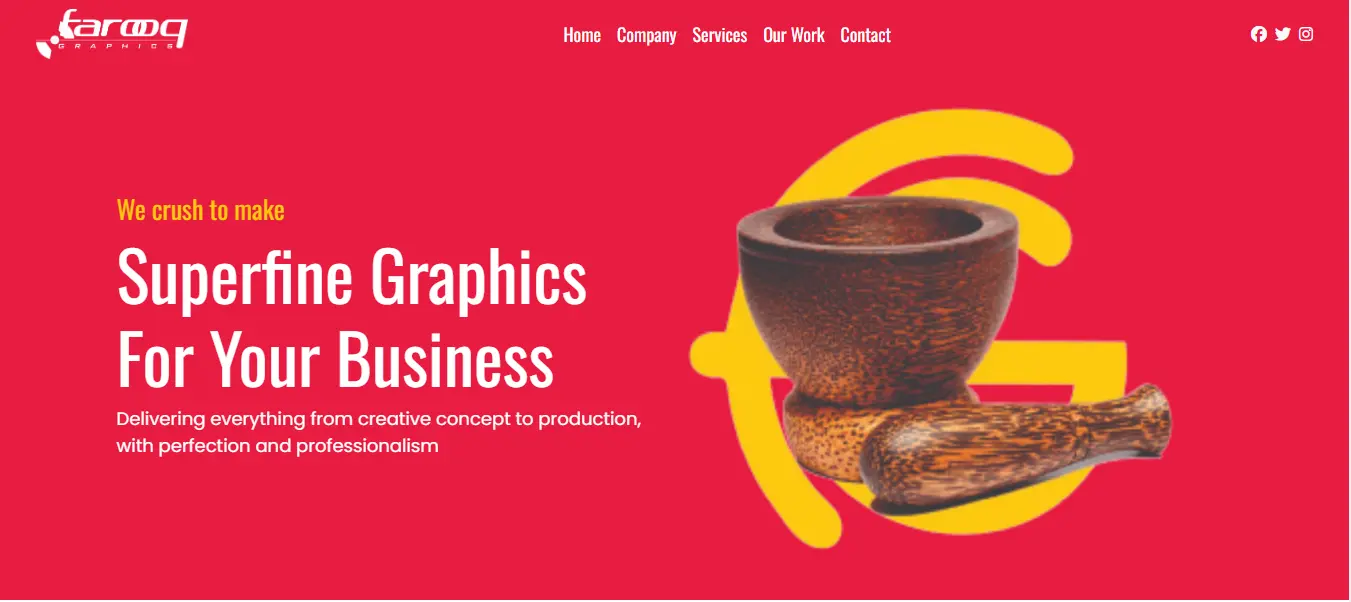 farooq
GRAPHICS
Home Company Services Our Work Contact
We crush to make
Superfine Graphics
For Your Business
Delivering everything from creative concept to production,
with perfection and professionalism